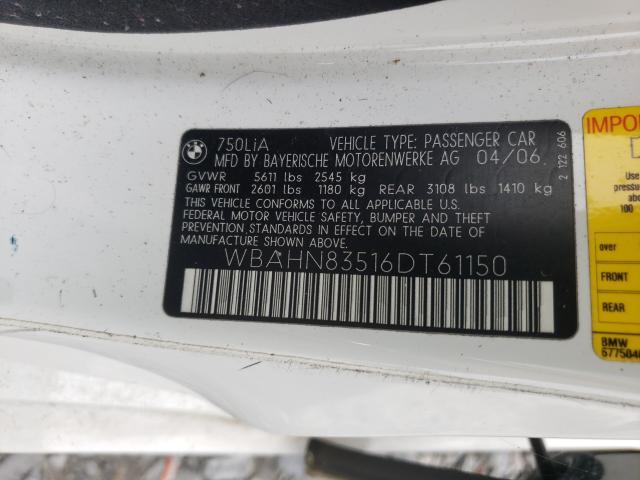 BMW
750LiA VEHICLE TYPE: PASSENGER CAR
MFD BY BAYERISCHE MOTORENWERKE AG 04/06.
GVWR 5611 lbs 2545 kg
GAWR FRONT 2601 lbs 1180 kg REAR 3108 lbs 1410 kg
THIS VEHICLE CONFORMS TO ALL APPLICABLE U.S.
FEDERAL MOTOR VEHICLE SAFETY, BUMPER AND THEFT
PREVENTION STANDARDS IN EFFECT ON THE DATE OF
MANUFACTURE SHOWN ABOVE.
WBAHN83516DT61150
2 122 606
Use
over
FRONT
REAR
BMW